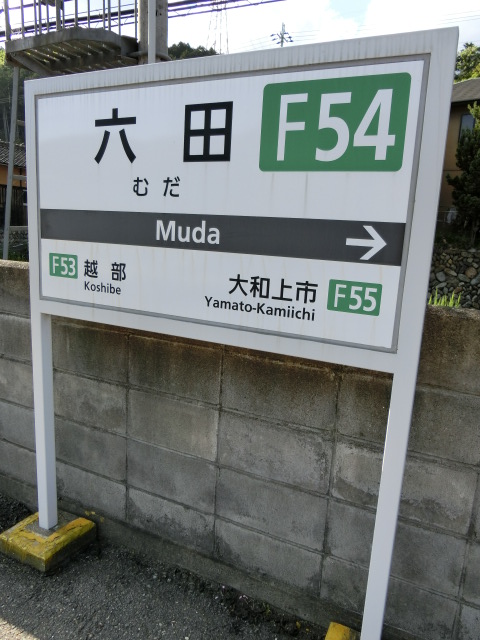 六田 F54
むだ
Muda →
F53 越部
Koshibe
大和上市 F55
Yamato-Kamiichi